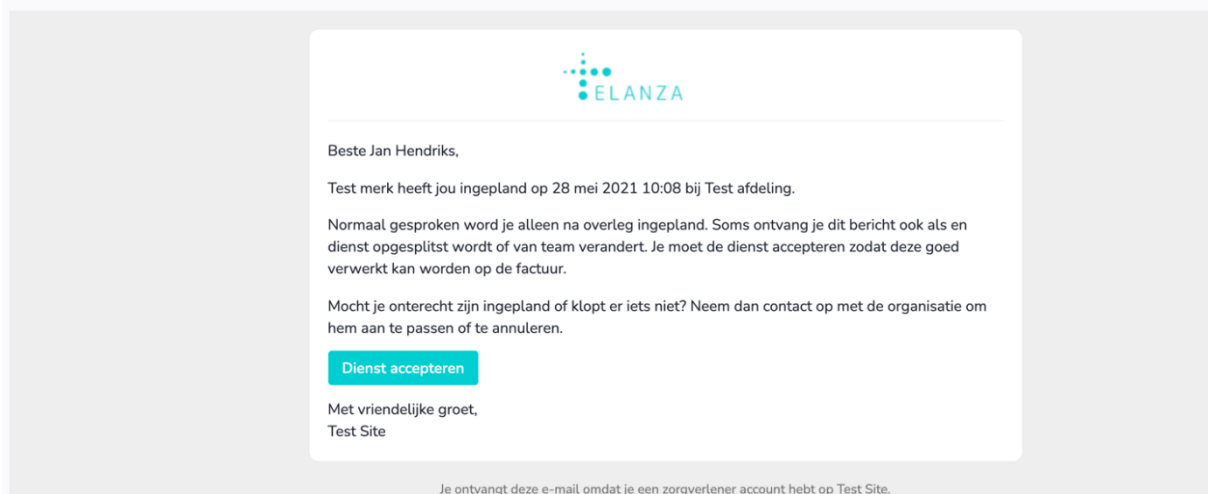 ELANZA
Beste Jan Hendriks,
Test merk heeft jou ingepland op 28 mei 2021 10:08 bij Test afdeling.
Normaal gesproken word je alleen na overleg ingepland. Soms ontvang je dit bericht ook als en
dienst opgesplitst wordt of van team verandert. Je moet de dienst accepteren zodat deze goed
verwerkt kan worden op de factuur.
Mocht je onterecht zijn ingepland of klopt er iets niet? Neem dan contact op met de organisatie om
hem aan te passen of te annuleren.
Dienst accepteren
Met vriendelijke groet,
Test Site
Je ontvangt deze e-mail omdat je een zorgverlener account hebt op Test Site.